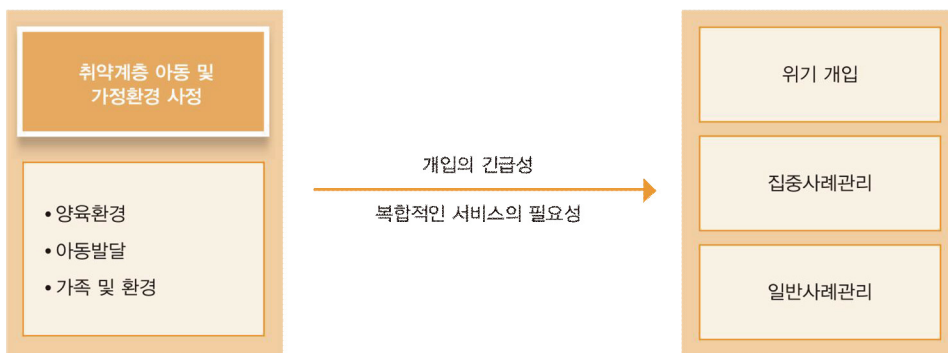 취약계층 아동 및
가정환경 사정
• 양육환경
• 아동발달
• 가족 및 환경
개입의 긴급성
복합적인 서비스의 필요성
위기 개입
집중사례관리
일반사례관리